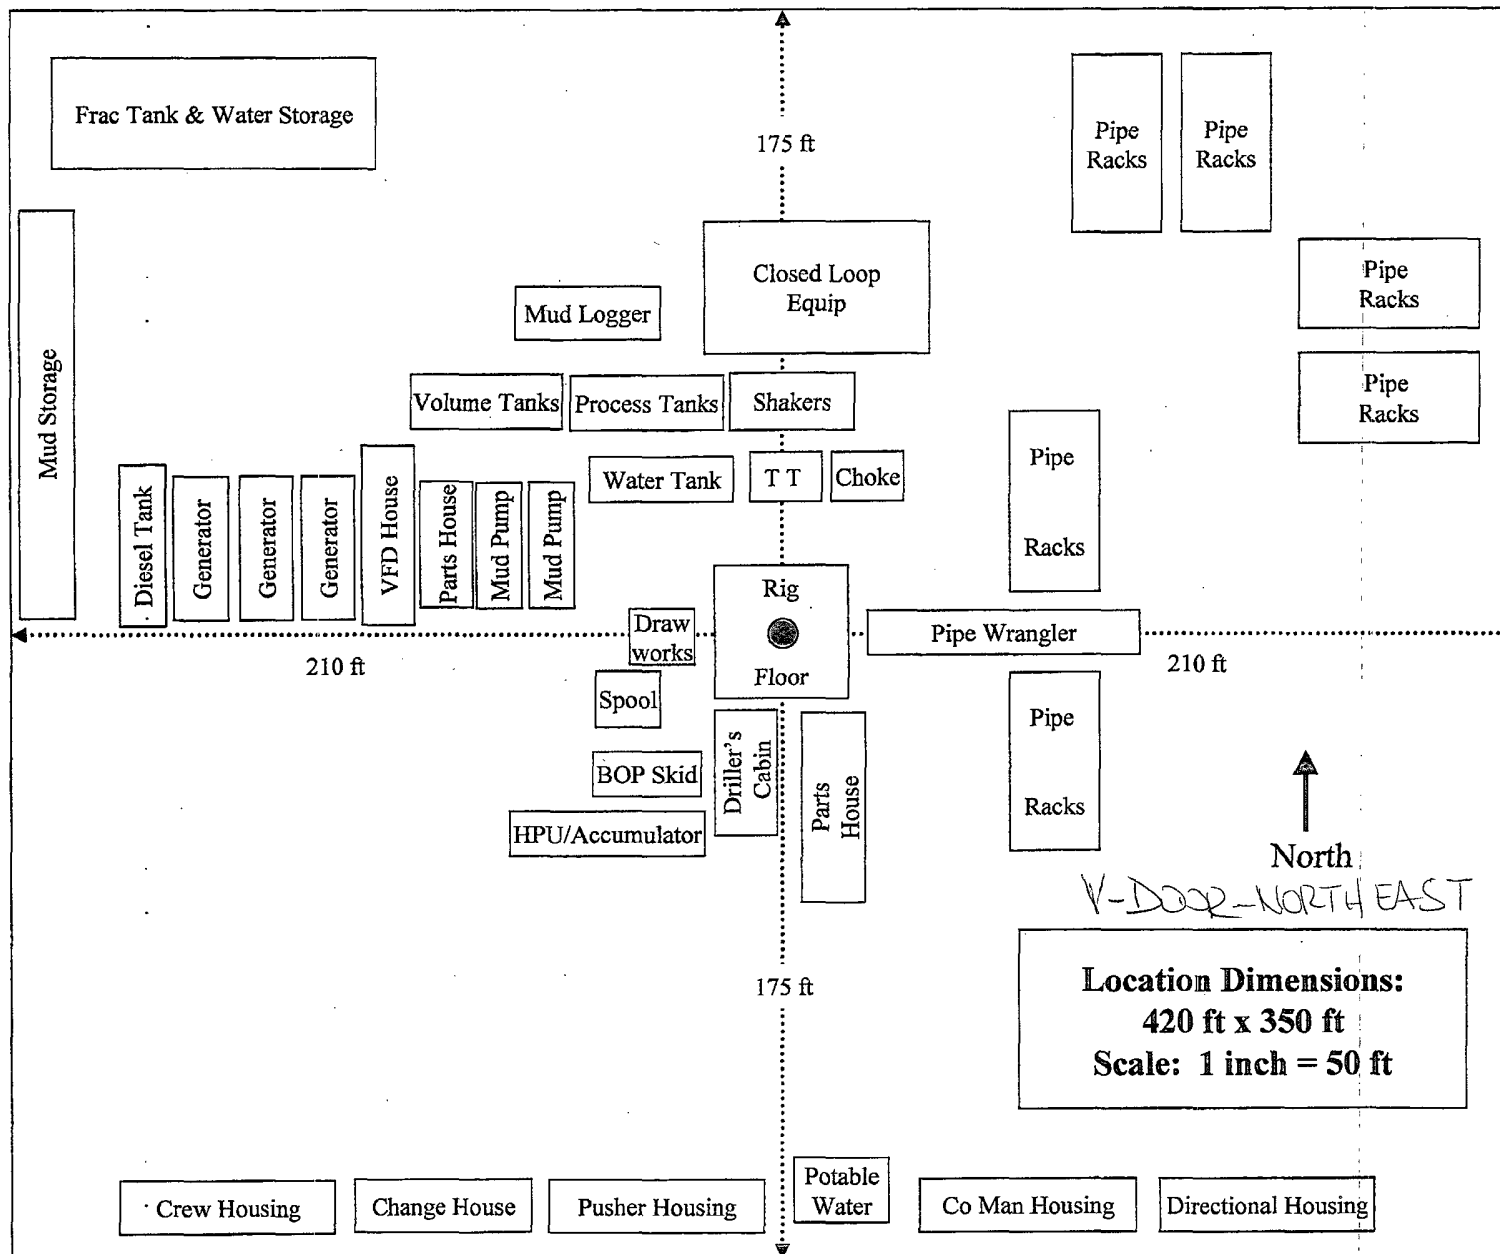 Frac Tank & Water Storage
175 ft
Pipe
Racks
Pipe
Racks
Closed Loop
Equip
Pipe
Racks
Mud Logger
Mud Storage
Volume Tanks
Process Tanks
Shakers
Pipe
Racks
Water Tank
T T
Choke
Pipe
Racks
Diesel Tank
Generator
Generator
Generator
VFD House
Parts House
Mud Pump
Mud Pump
Rig
Floor
Draw
works
Pipe Wrangler
210 ft
210 ft
Spool
Driller's
Cabin
Parts
House
Pipe
Racks
BOP Skid
HPU/Accumulator
North
V-DOOR-NORTHEAST
175 ft
Location Dimensions:
420 ft x 350 ft
Scale: 1 inch = 50 ft
Crew Housing
Change House
Pusher Housing
Potable
Water
Co Man Housing
Directional Housing